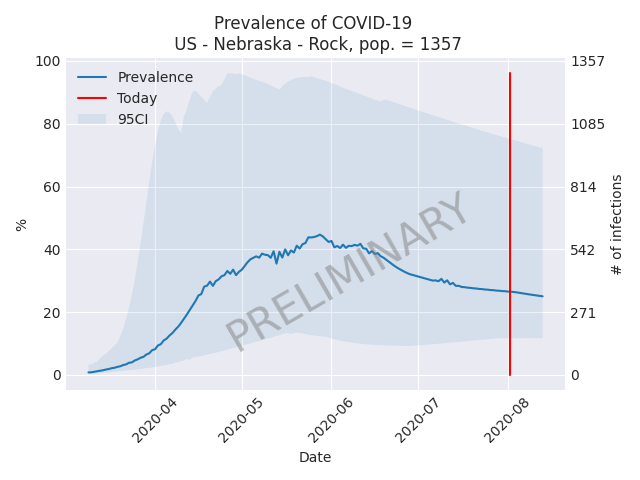 Prevalence of COVID-19
US - Nebraska - Rock, pop. = 1357
Prevalence
Today
95CI
100
80
60
40
20
0
%
1357
1085
814
542
271
0
# of infections
PRELIMINARY
2020-04
2020-05
2020-06
2020-07
2020-08
Date